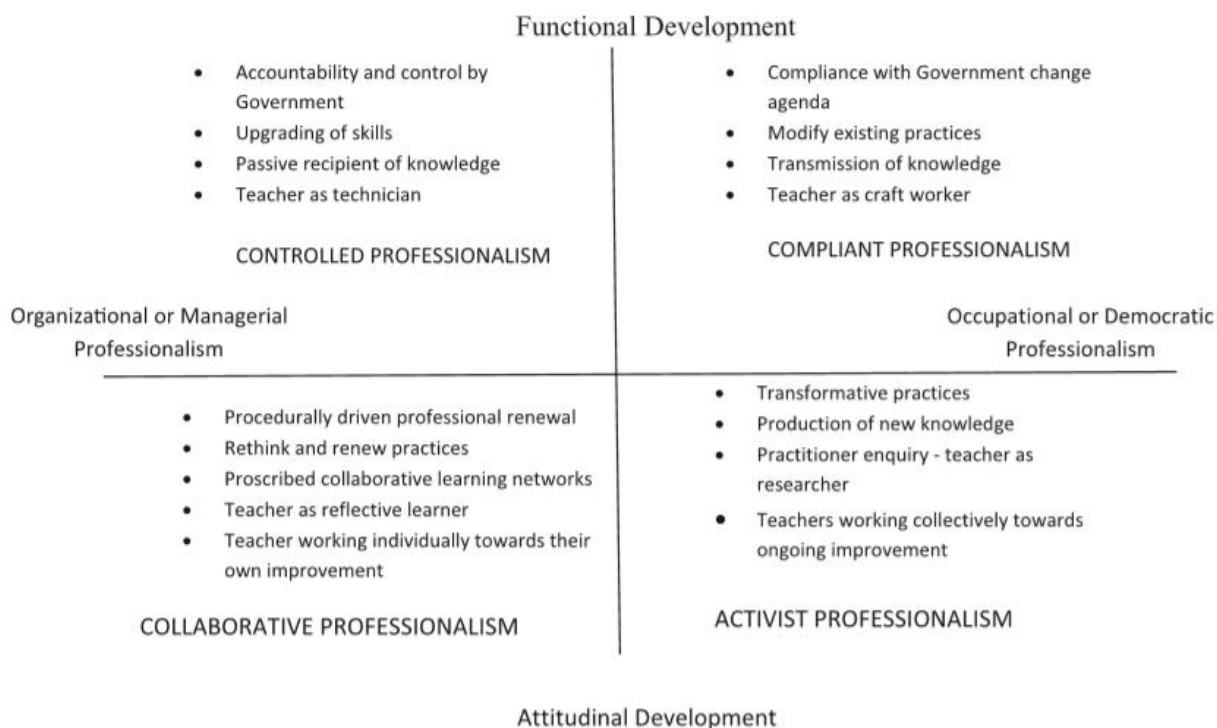 Functional Development
• Accountability and control by
Government
• Upgrading of skills
• Passive recipient of knowledge
• Teacher as technician
CONTROLLED PROFESSIONALISM
• Compliance with Government change
agenda
• Modify existing practices
• Transmission of knowledge
• Teacher as craft worker
COMPLIANT PROFESSIONALISM
Organizational or Managerial
Professionalism
Occupational or Democratic
Professionalism
• Procedurally driven professional renewal
• Rethink and renew practices
• Proscribed collaborative learning networks
• Teacher as reflective learner
• Teacher working individually towards their
own improvement
COLLABORATIVE PROFESSIONALISM
• Transformative practices
• Production of new knowledge
• Practitioner enquiry - teacher as
researcher
• Teachers working collectively towards
ongoing improvement
ACTIVIST PROFESSIONALISM
Attitudinal Development